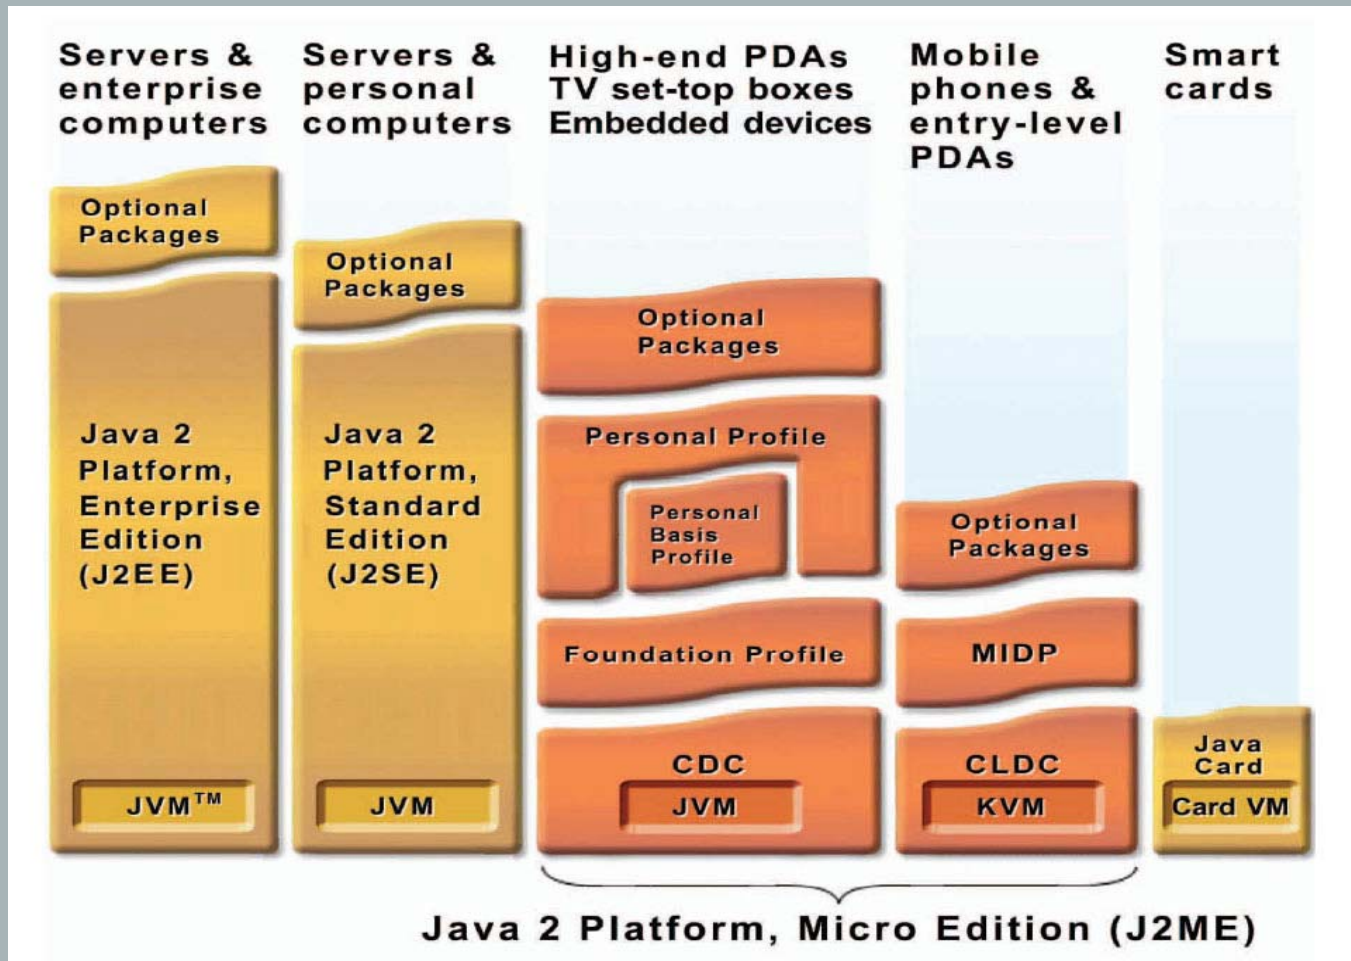 Servers &
enterprise
computers
Servers &
personal
computers
High-end PDAs
TV set-top boxes
Embedded devices
Mobile
phones &
entry-level
PDAs
Smart
cards
Optional
Packages
Java 2
Platform,
Enterprise
Edition
(J2EE)
JVM™
Optional
Packages
Java 2
Platform,
Standard
Edition
(J2SE)
JVM
Optional
Packages
Personal Profile
Personal
Basis
Profile
Foundation Profile
CDC
JVM
Optional
Packages
MIDP
CLDC
KVM
Java
Card
Card VM
Java 2 Platform, Micro Edition (J2ME)